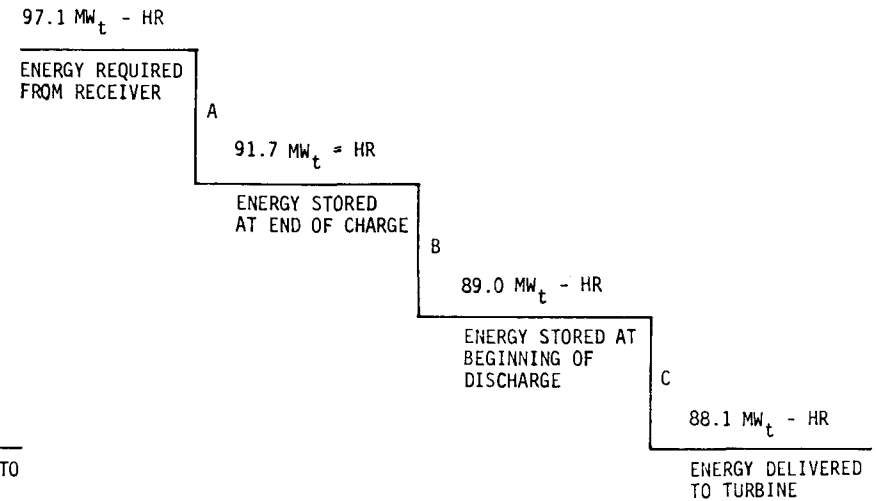 97.1 MWt - HR
ENERGY REQUIRED
FROM RECEIVER
A
91.7 MWt = HR
ENERGY STORED
AT END OF CHARGE
B
89.0 MWt - HR
ENERGY STORED AT
BEGINNING OF
DISCHARGE
C
88.1 MWt - HR
TO
ENERGY DELIVERED
TO TURBINE